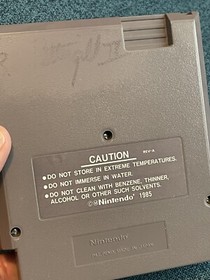 CAUTION
REV-A
• DO NOT STORE IN EXTREME TEMPERATURES.
• DO NOT IMMERSE IN WATER.
• DO NOT CLEAN WITH BENZENE, THINNER,
ALCOHOL OR OTHER SUCH SOLVENTS.
©®Nintendo® 1985
Nintendo